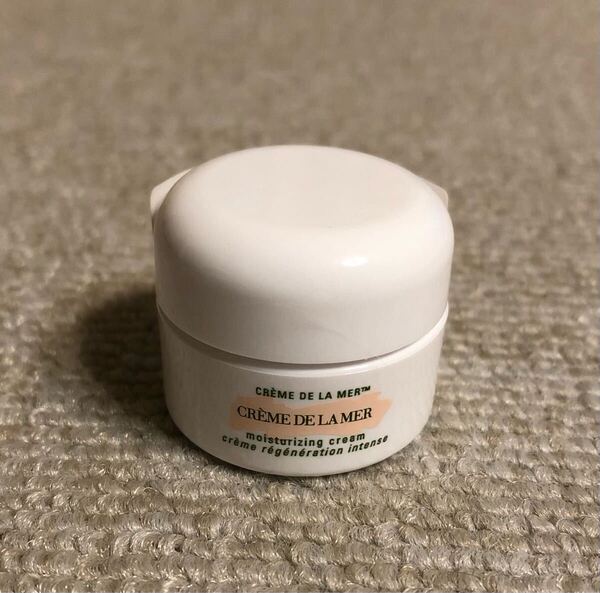 CRÈME DE LA MER™
CRÈME DE LA MER
moisturizing cream
crème régénération intense